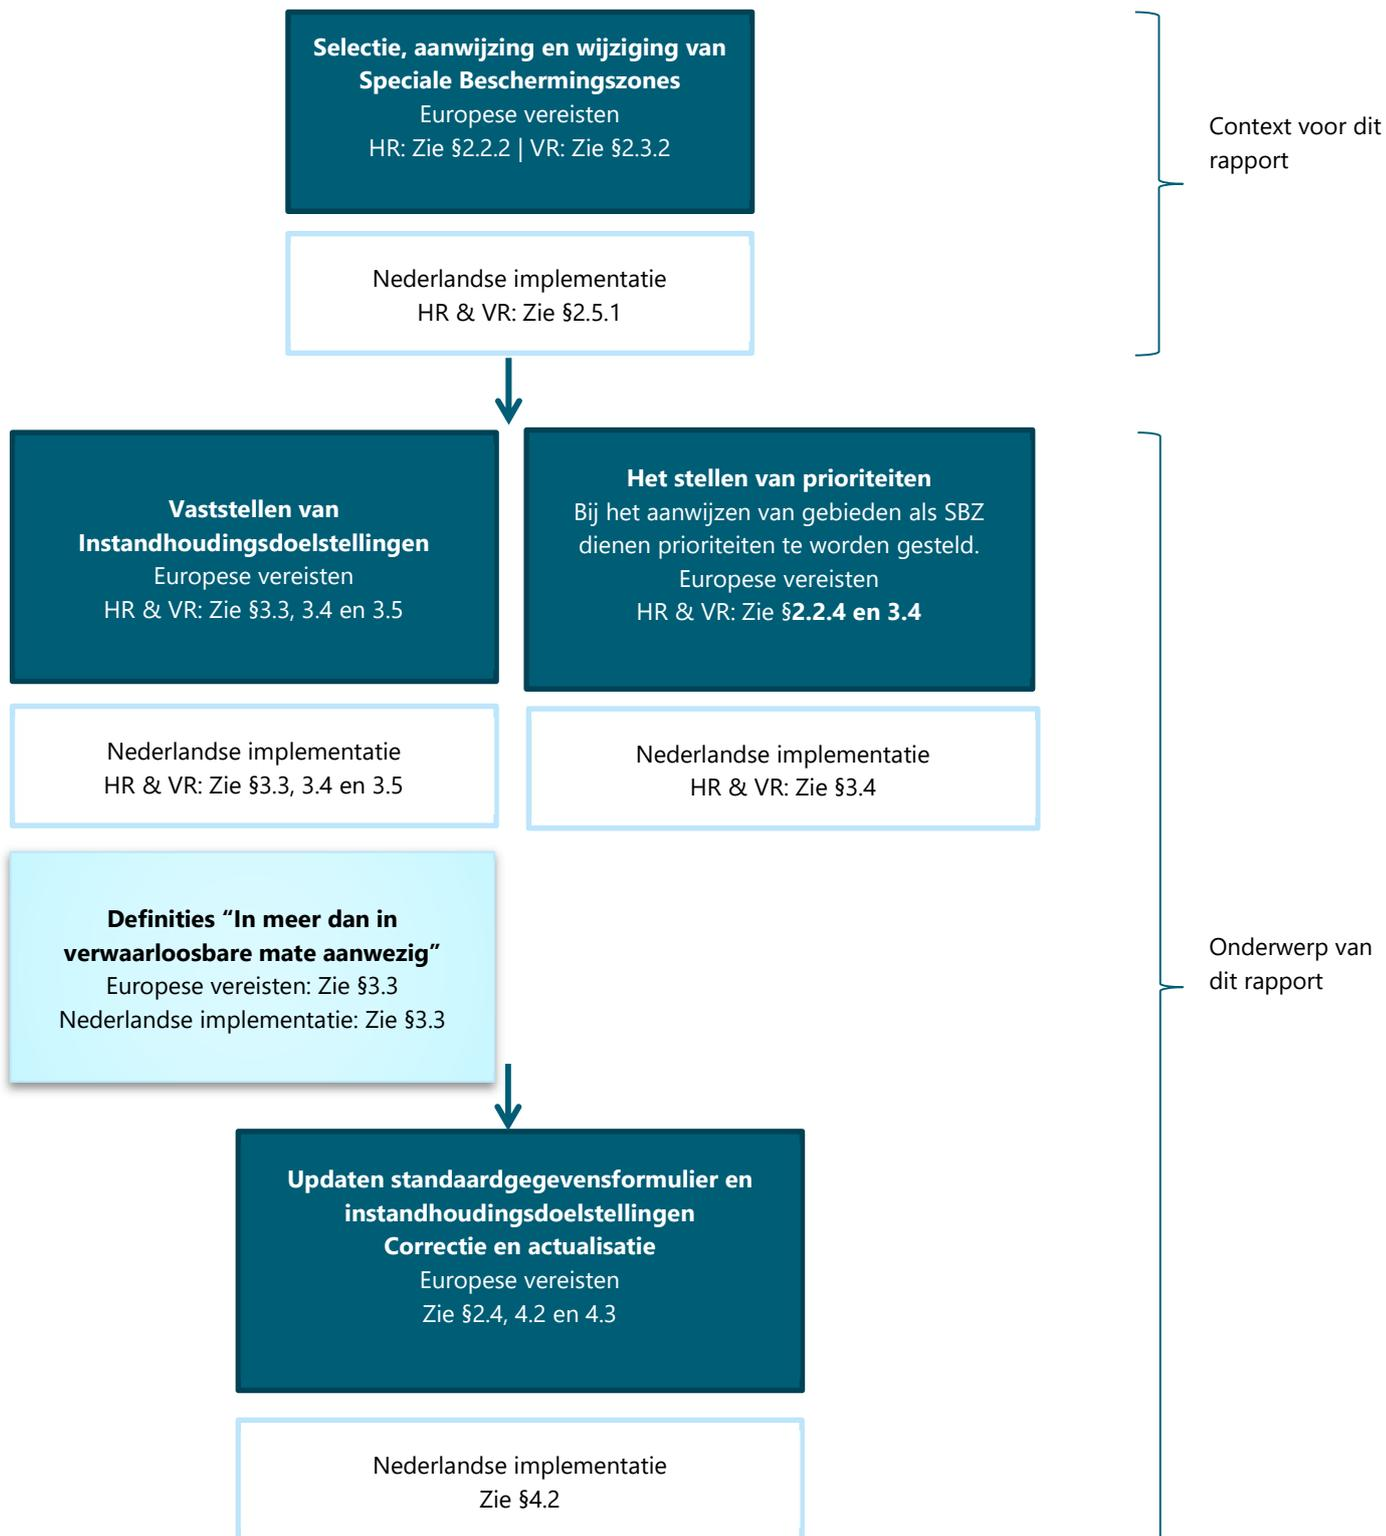 Selectie, aanwijzing en wijziging van
Speciale Beschermingszones
Europese vereisten
HR: Zie §2.2.2 | VR: Zie §2.3.2
Context voor dit
rapport
Nederlandse implementatie
HR & VR: Zie §2.5.1
Vaststellen van
Instandhoudingsdoelstellingen
Europese vereisten
HR & VR: Zie §3.3, 3.4 en 3.5
Het stellen van prioriteiten
Bij het aanwijzen van gebieden als SBZ
dienen prioriteiten te worden gesteld.
Europese vereisten
HR & VR: Zie §2.2.4 en 3.4
Nederlandse implementatie
HR & VR: Zie §3.3, 3.4 en 3.5
Nederlandse implementatie
HR & VR: Zie §3.4
Definities “In meer dan in
verwaarloosbare mate aanwezig”
Europese vereisten: Zie §3.3
Nederlandse implementatie: Zie §3.3
Onderwerp van
dit rapport
Updaten standaardgegevensformulier en
instandhoudingsdoelstellingen
Correctie en actualisatie
Europese vereisten
Zie §2.4, 4.2 en 4.3
Nederlandse implementatie
Zie §4.2